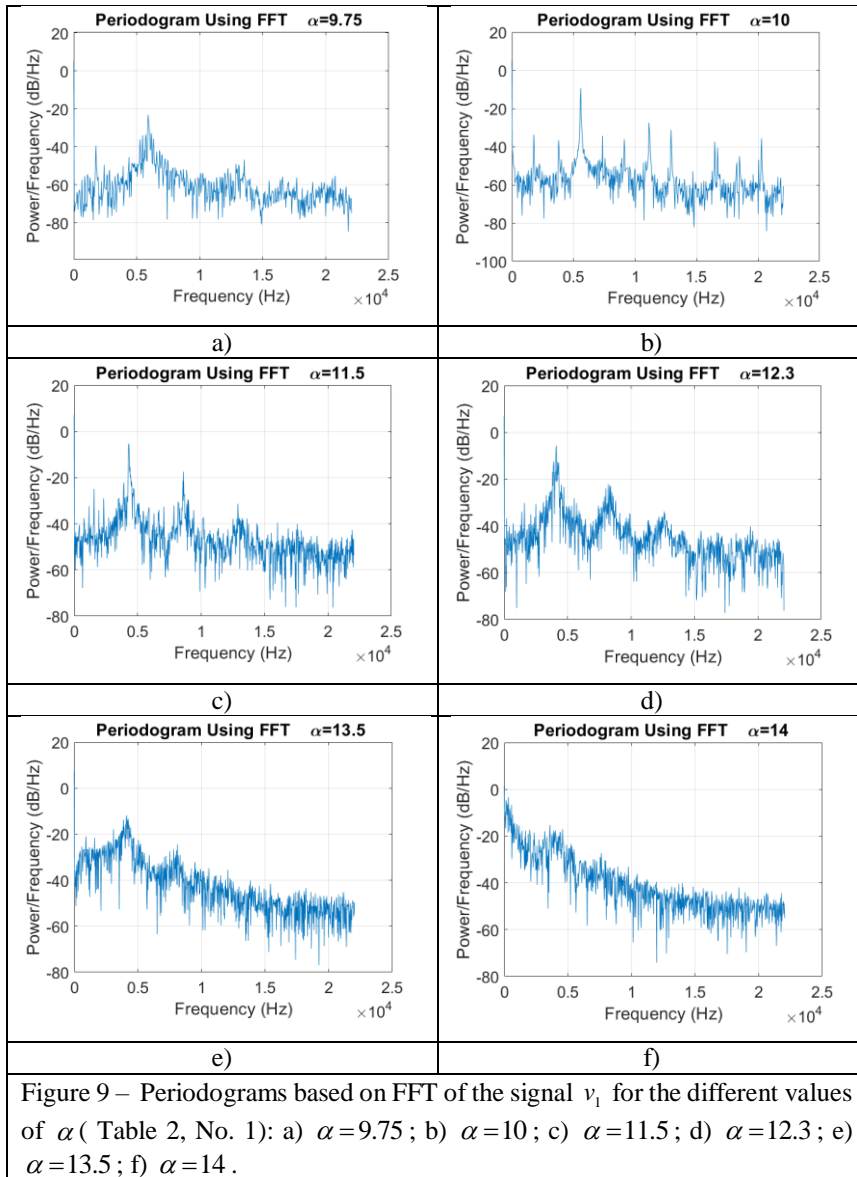 Periodogram Using FFT α=9.75
20
0
-20
-40
-60
-80
Power/Frequency (dB/Hz)
0
0.5
1
1.5
2
2.5
Frequency (Hz)
×10^4
a)
Periodogram Using FFT α=10
20
0
-20
-40
-60
-80
-100
Power/Frequency (dB/Hz)
0
0.5
1
1.5
2
2.5
Frequency (Hz)
×10^4
b)
Periodogram Using FFT α=11.5
20
0
-20
-40
-60
-80
Power/Frequency (dB/Hz)
0
0.5
1
1.5
2
2.5
Frequency (Hz)
×10^4
c)
Periodogram Using FFT α=12.3
20
0
-20
-40
-60
-80
Power/Frequency (dB/Hz)
0
0.5
1
1.5
2
2.5
Frequency (Hz)
×10^4
d)
Periodogram Using FFT α=13.5
20
0
-20
-40
-60
-80
Power/Frequency (dB/Hz)
0
0.5
1
1.5
2
2.5
Frequency (Hz)
×10^4
e)
Periodogram Using FFT α=14
20
0
-20
-40
-60
-80
Power/Frequency (dB/Hz)
0
0.5
1
1.5
2
2.5
Frequency (Hz)
×10^4
f)
Figure 9 – Periodograms based on FFT of the signal v₁ for the different values
of α ( Table 2, No. 1): a) α = 9.75 ; b) α = 10 ; c) α = 11.5 ; d) α = 12.3 ; e)
α = 13.5 ; f) α = 14 .